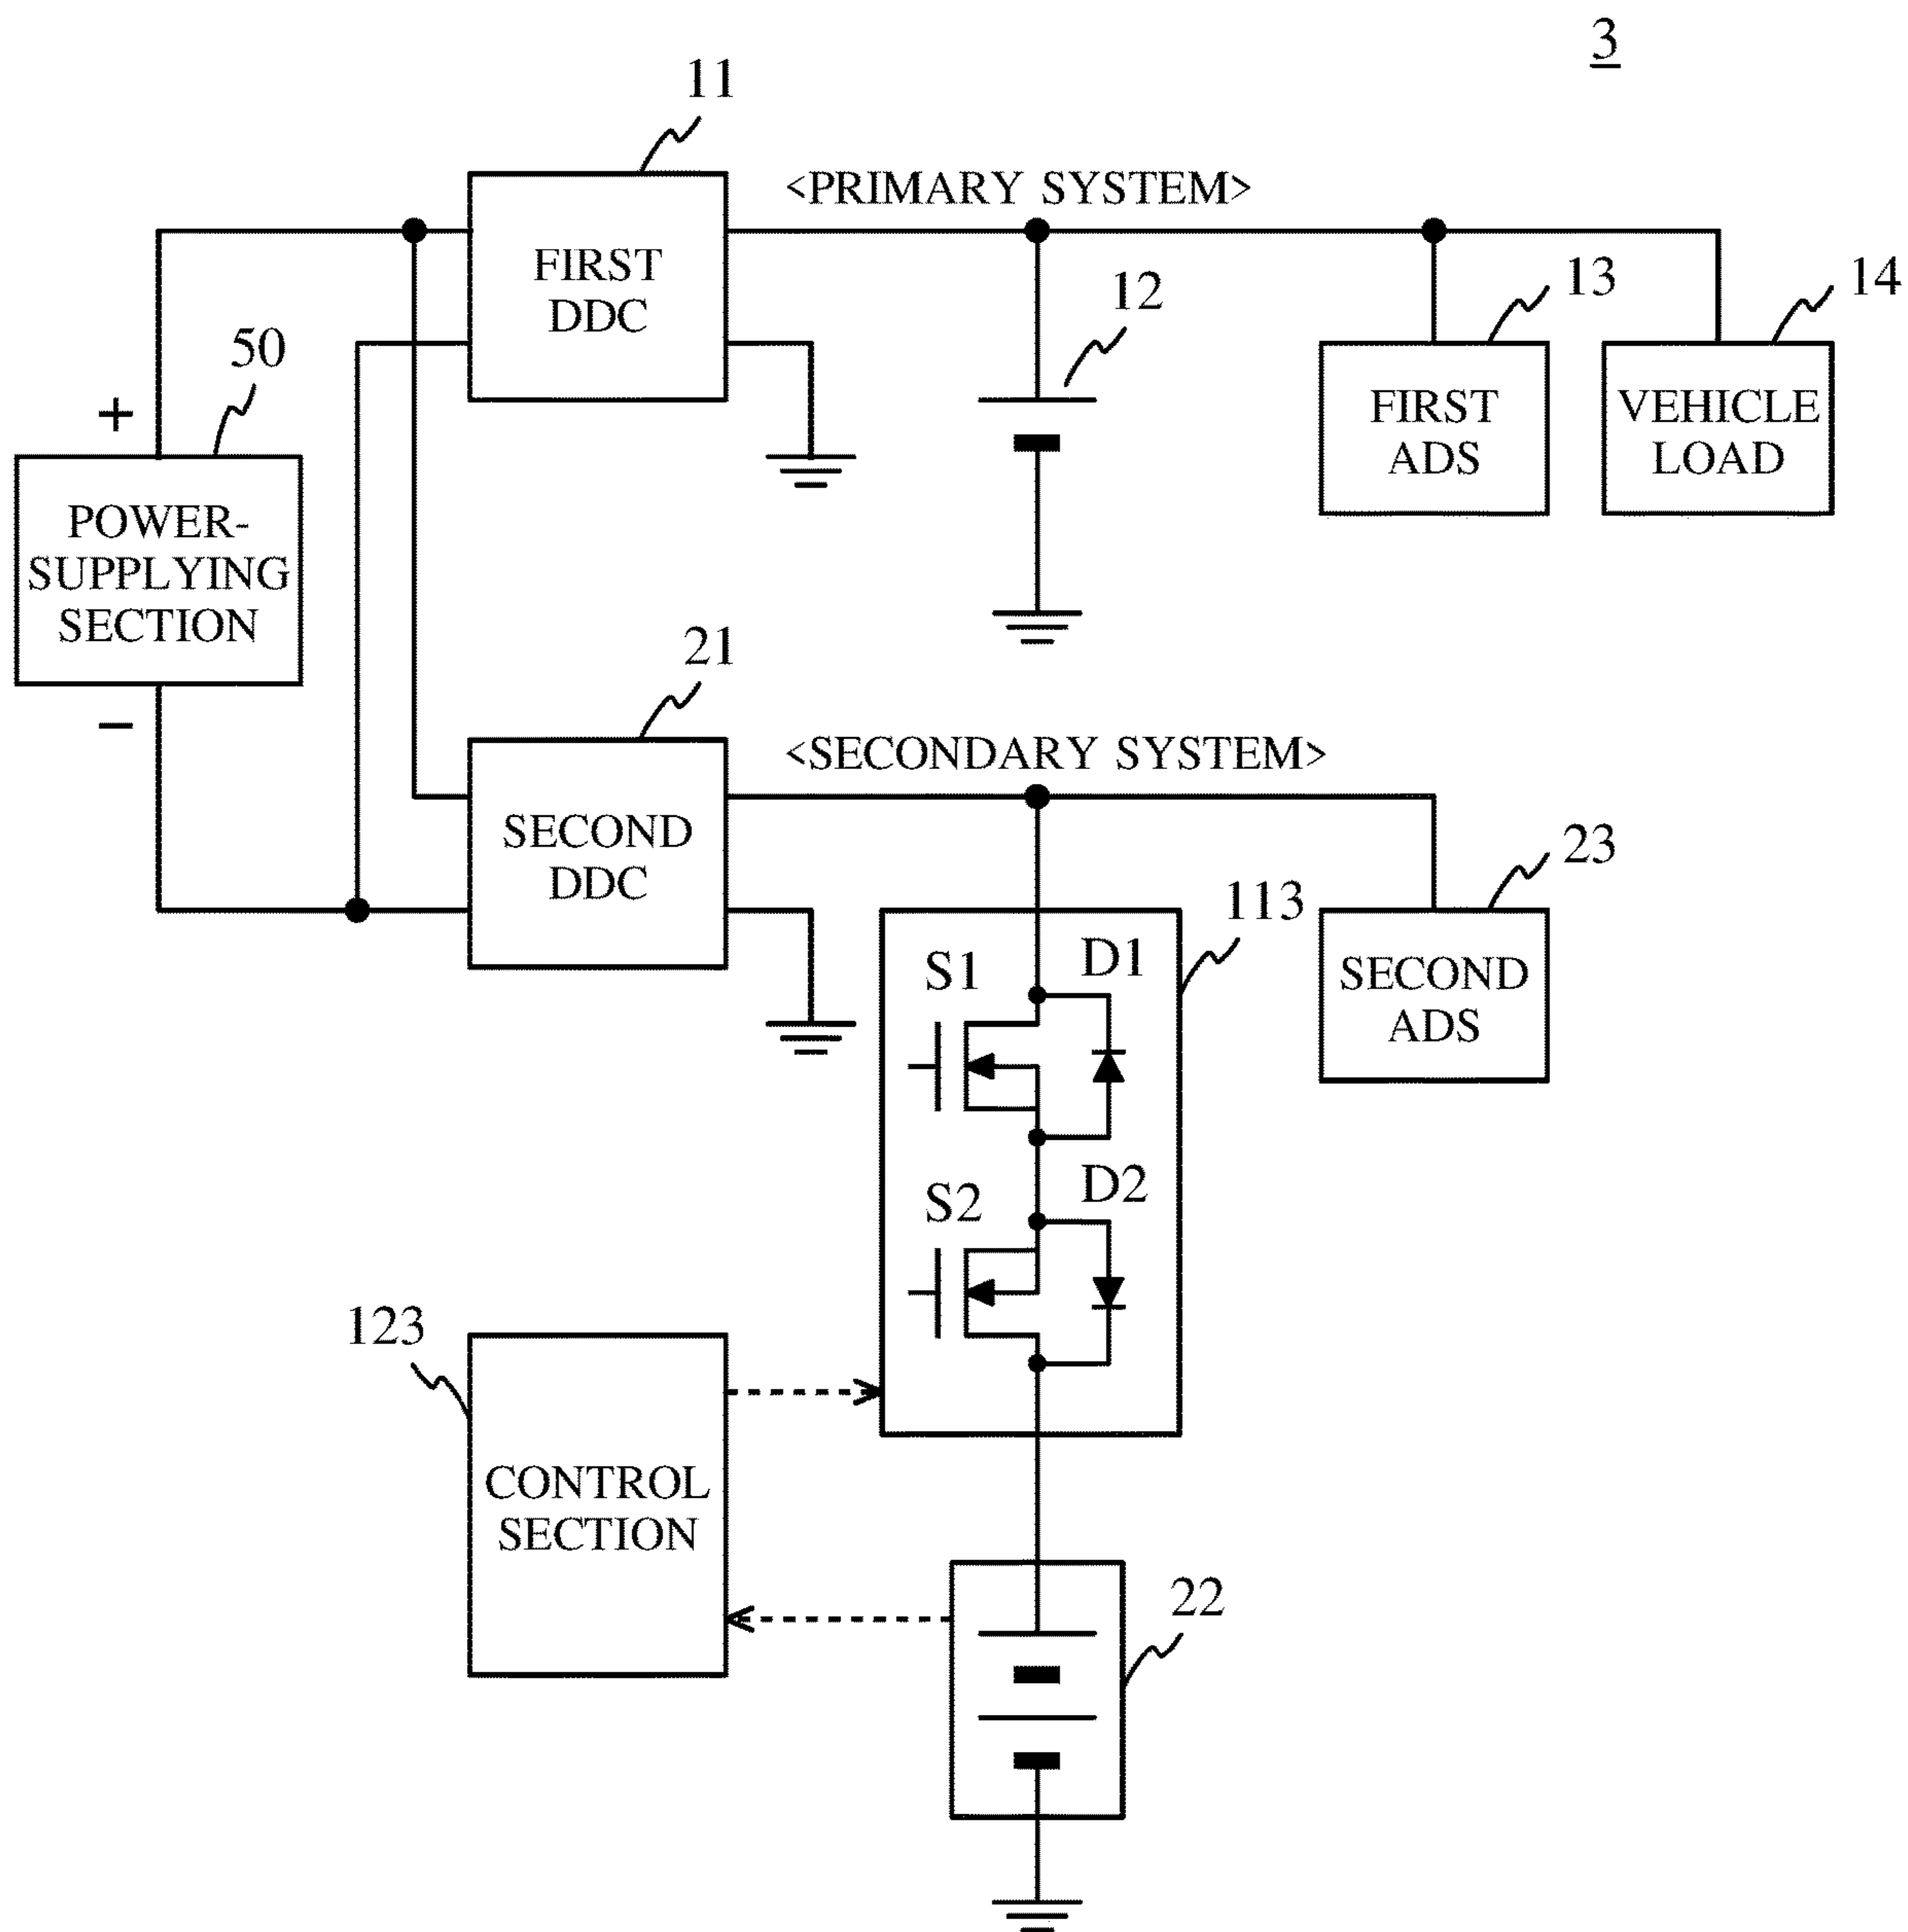 3
11
<PRIMARY SYSTEM>
FIRST
DDC
12
13
14
50
+
FIRST
ADS
VEHICLE
LOAD
POWER-
SUPPLYING
SECTION
−
21
<SECONDARY SYSTEM>
SECOND
DDC
23
113
S1
D1
SECOND
ADS
S2
D2
123
CONTROL
SECTION
22